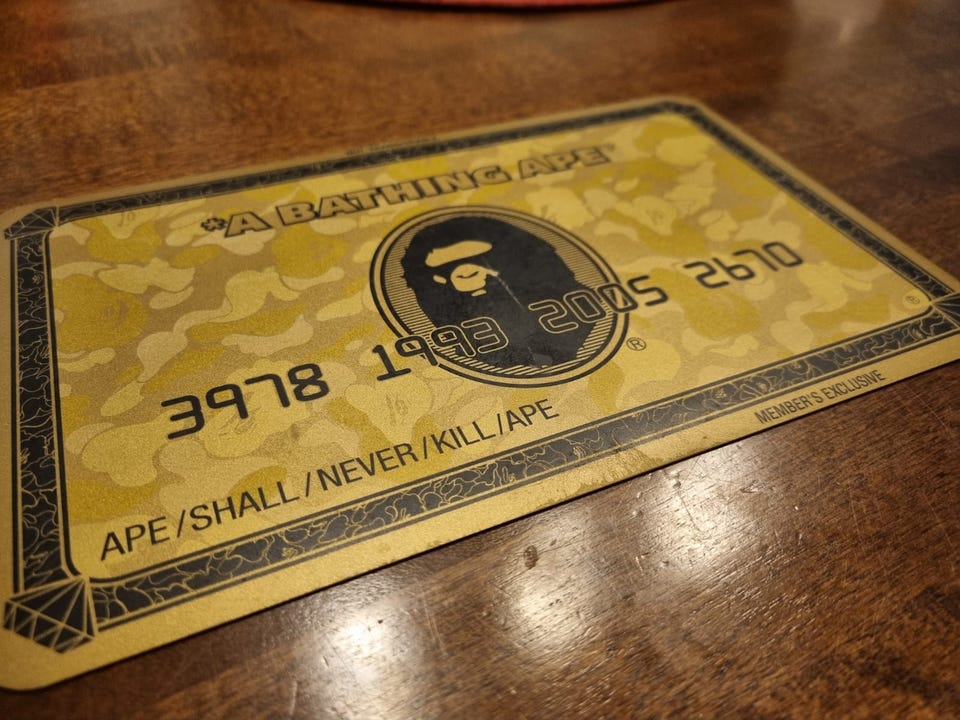 *A BATHING APE®
3978 1993 2005 2670
®
®
APE/SHALL/NEVER/KILL/APE
MEMBER'S EXCLUSIVE